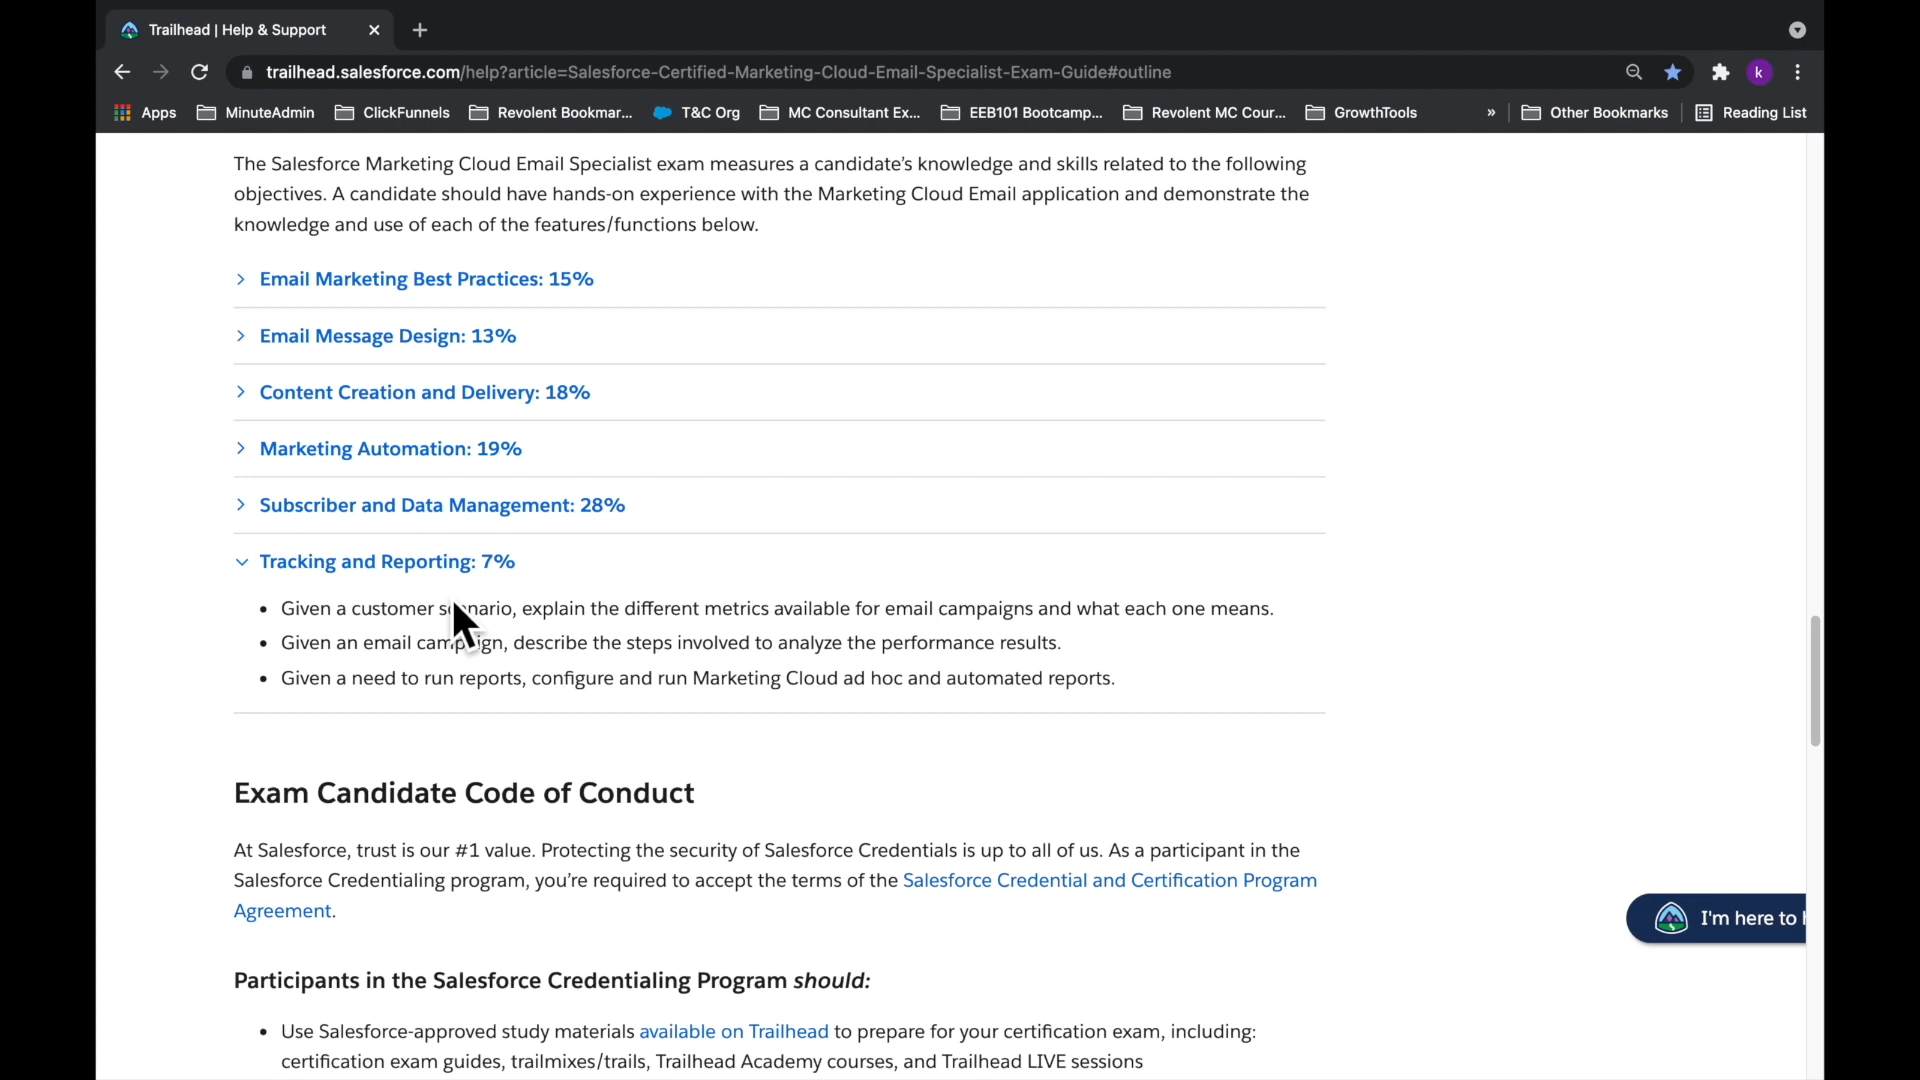 Trailhead | Help & Support
trailhead.salesforce.com/help?article=Salesforce-Certified-Marketing-Cloud-Email-Specialist-Exam-Guide#outline
k
Apps MinuteAdmin ClickFunnels Revolent Bookmar... T&C Org MC Consultant Ex... EEB101 Bootcamp... Revolent MC Cour... GrowthTools » Other Bookmarks Reading List
The Salesforce Marketing Cloud Email Specialist exam measures a candidate's knowledge and skills related to the following
objectives. A candidate should have hands-on experience with the Marketing Cloud Email application and demonstrate the
knowledge and use of each of the features/functions below.
Email Marketing Best Practices: 15%
Email Message Design: 13%
Content Creation and Delivery: 18%
Marketing Automation: 19%
Subscriber and Data Management: 28%
Tracking and Reporting: 7%
• Given a customer scenario, explain the different metrics available for email campaigns and what each one means.
• Given an email campaign, describe the steps involved to analyze the performance results.
• Given a need to run reports, configure and run Marketing Cloud ad hoc and automated reports.
Exam Candidate Code of Conduct
At Salesforce, trust is our #1 value. Protecting the security of Salesforce Credentials is up to all of us. As a participant in the
Salesforce Credentialing program, you're required to accept the terms of the Salesforce Credential and Certification Program
Agreement.
I'm here to
Participants in the Salesforce Credentialing Program should:
• Use Salesforce-approved study materials available on Trailhead to prepare for your certification exam, including:
certification exam guides, trailmixes/trails, Trailhead Academy courses, and Trailhead LIVE sessions